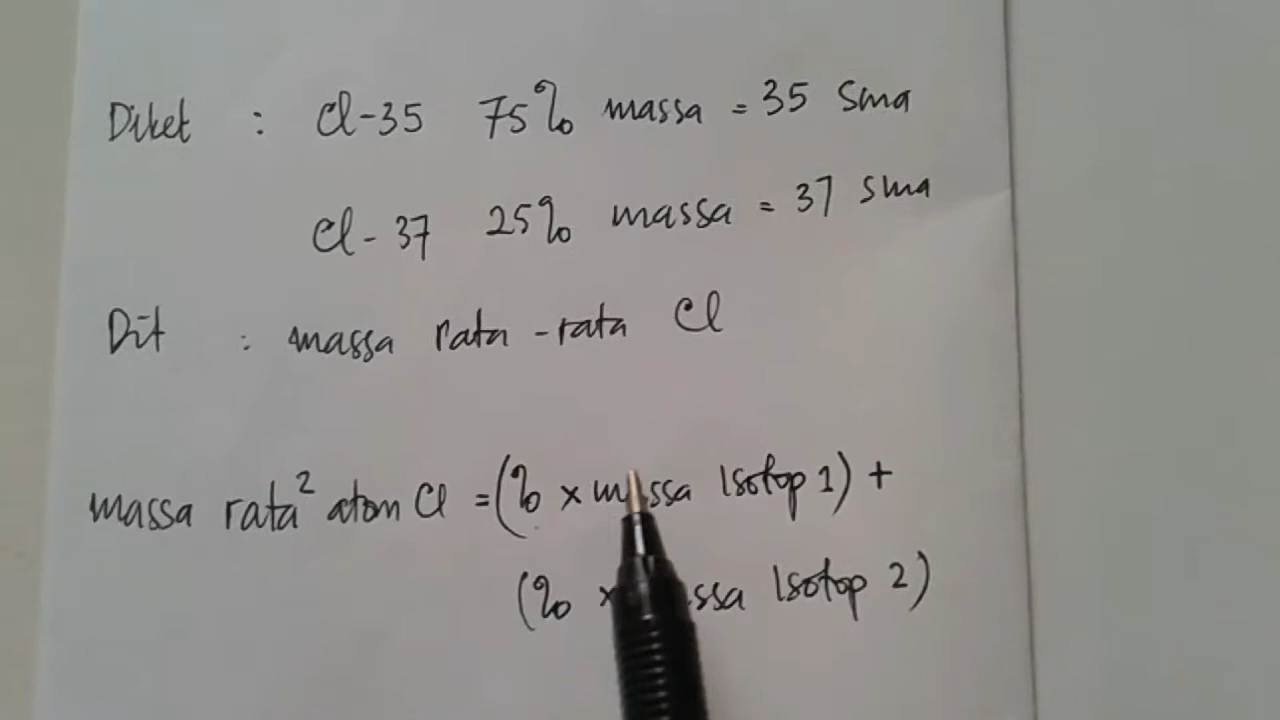 Diket : Cl-35 75% massa = 35 sma
Cl-37 25% massa = 37 sma
Dit : massa rata-rata Cl
massa rata² atom Cl = (% x massa Isotop 1) +
(% x massa Isotop 2)